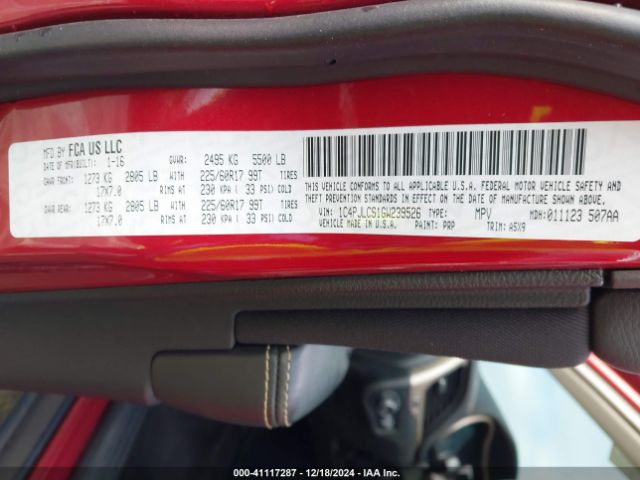 MFD BY FCA US LLC
DATE OF MFR(BUILT): 1-16 GVWR: 2495 KG 5500 LB
GAWR FRONT: 1273 KG 2805 LB WITH 225/60R17 99T TIRES
17X7.0 RIMS AT 230 KPA ( 33 PSI) COLD
GAWR REAR: 1273 KG 2805 LB WITH 225/60R17 99T TIRES
17X7.0 RIMS AT 230 KPA ( 33 PSI) COLD
THIS VEHICLE CONFORMS TO ALL APPLICABLE U.S.A. FEDERAL MOTOR VEHICLE SAFETY, BUMPER,
AND THEFT PREVENTION STANDARDS IN EFFECT ON THE DATE OF MANUFACTURE SHOWN ABOVE.
VIN: 1C4PJLCS1GW239526 TYPE: MPV MDH: 011123 507AA
VEHICLE MADE IN U.S.A. PAINT: PRP TRIM: A5X9
000-41117287 - 12/18/2024 - IAA Inc.